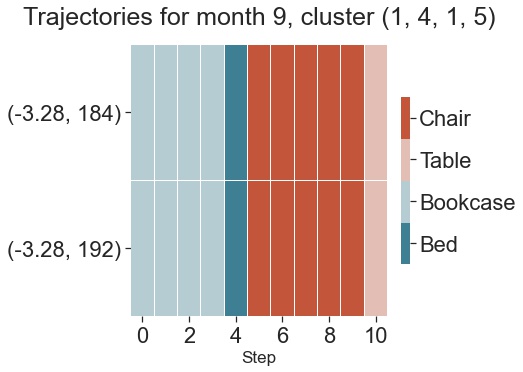 Trajectories for month 9, cluster (1, 4, 1, 5)
(-3.28, 184)
(-3.28, 192)
0 2 4 6 8 10
Step
Chair
Table
Bookcase
Bed